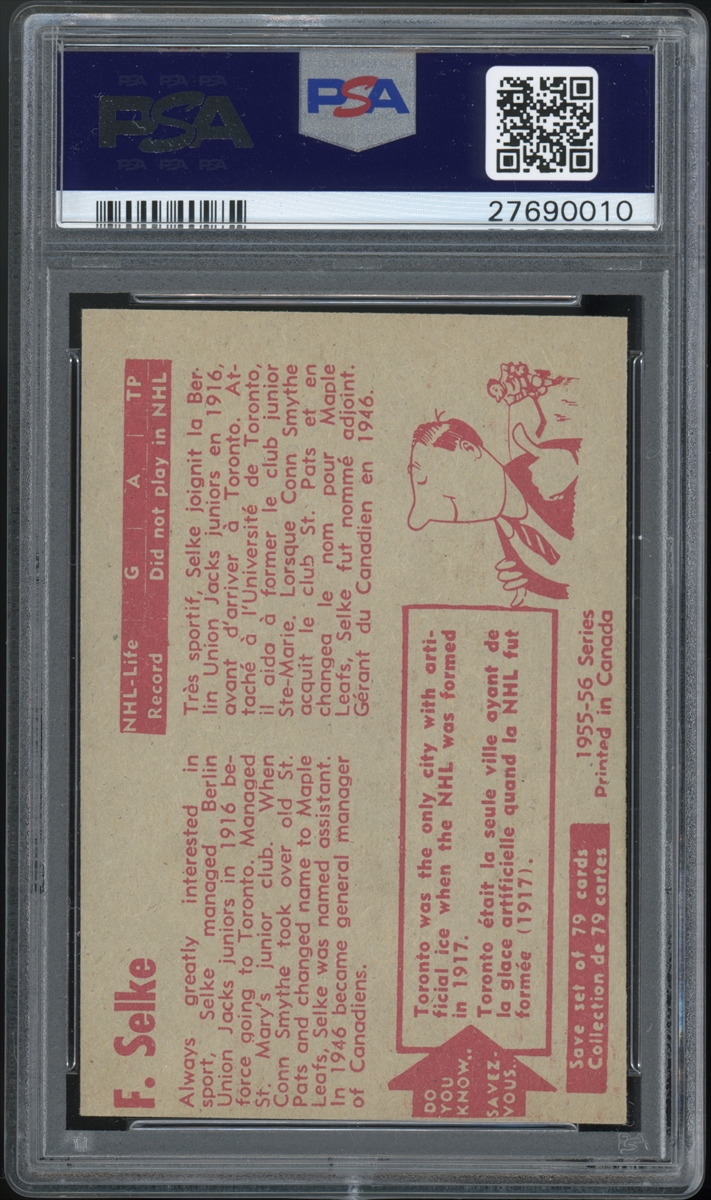 PSA PSA PSA
PSA
PSA PSA PSA
PSA
27690010
F. Selke
Always greatly interested in
sport, Selke managed Berlin
Union Jacks juniors in 1916 be-
force going to Toronto. Managed
St. Mary's junior club. When
Conn Smythe took over old St.
Pats and changed name to Maple
Leafs, Selke was named assistant.
In 1946 became general manager
of Canadiens.
NHL-Life G | A | TP
Record Did not play in NHL
Très sportif, Selke joignit la Ber-
lin Union Jacks juniors en 1916,
avant d'arriver à Toronto. At-
taché à l'Université de Toronto,
il aida à former le club junior
Ste-Marie. Lorsque Conn Smythe
acquit le club St. Pats et en
changea le nom pour Maple
Leafs, Selke fut nommé adjoint.
Gérant du Canadien en 1946.
DO
YOU
KNOW..
SAVEZ-
VOUS..
Toronto was the only city with arti-
ficial ice when the NHL was formed
in 1917.
Toronto était la seule ville ayant de
la glace artificielle quand la NHL fut
formée (1917).
Save set of 79 cards
Collection de 79 cartes
1955-56 Series
Printed in Canada